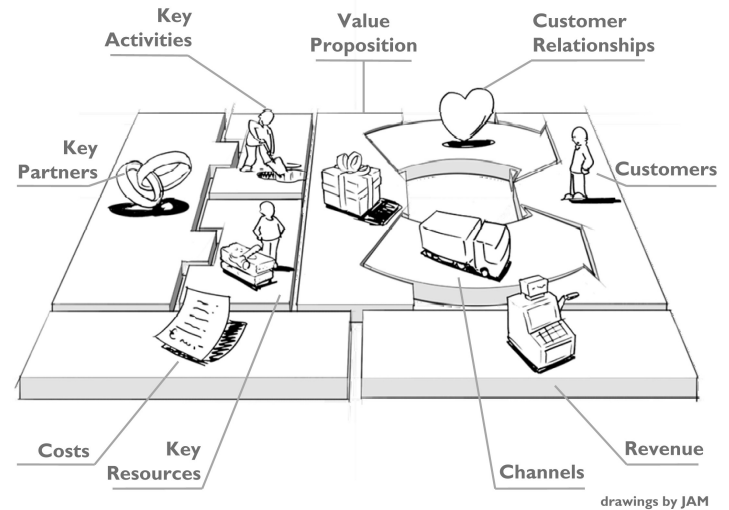 Key
Activities
Value
Proposition
Customer
Relationships
Key
Partners
Customers
Costs
Key
Resources
Channels
Revenue
drawings by JAM